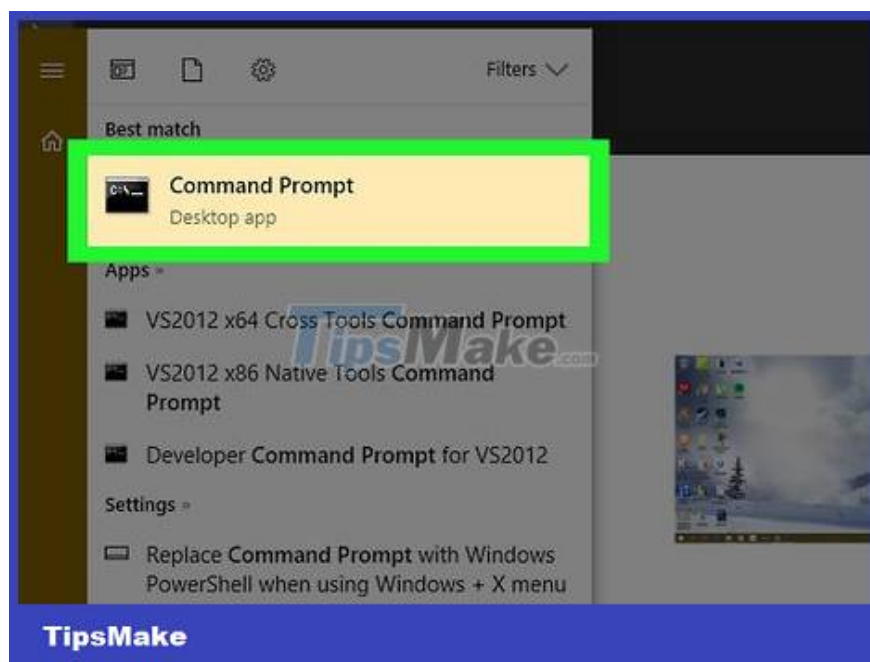 Filters
Best match
C:\_
Command Prompt
Desktop app
Apps »
VS2012 x64 Cross Tools Command Prompt
TipsMake.com
VS2012 x86 Native Tools Command
Prompt
Developer Command Prompt for VS2012
Settings »
Replace Command Prompt with Windows
PowerShell when using Windows + X menu
TipsMake